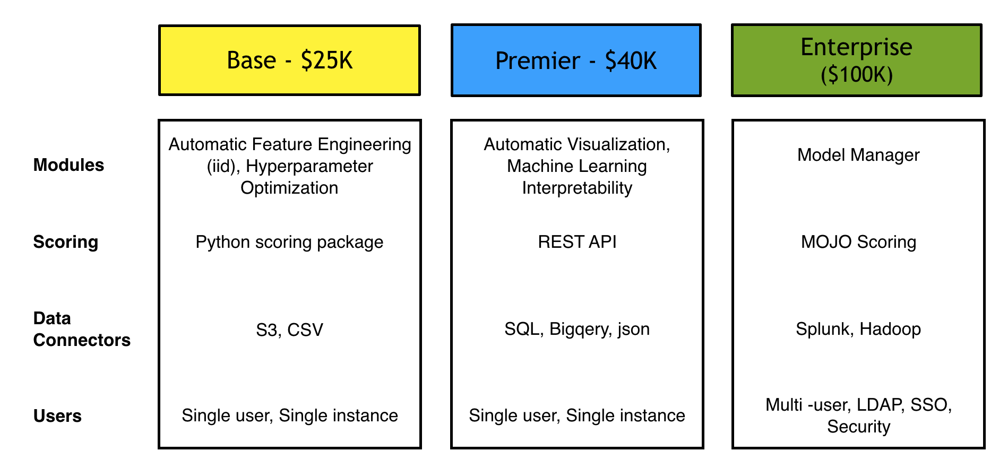 Base - $25K
Premier - $40K
Enterprise
($100K)
Modules
Automatic Feature Engineering
(iid), Hyperparameter
Optimization
Automatic Visualization,
Machine Learning
Interpretability
Model Manager
Scoring
Python scoring package
REST API
MOJO Scoring
Data
Connectors
S3, CSV
SQL, Bigqery, json
Splunk, Hadoop
Users
Single user, Single instance
Single user, Single instance
Multi -user, LDAP, SSO,
Security